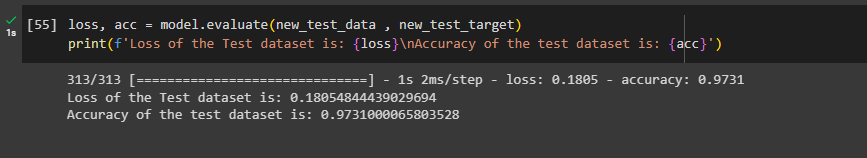 [55] loss, acc = model.evaluate(new_test_data , new_test_target)
print(f'Loss of the Test dataset is: {loss}\nAccuracy of the test dataset is: {acc}')
1s
313/313 [==============================] - 1s 2ms/step - loss: 0.1805 - accuracy: 0.9731
Loss of the Test dataset is: 0.18054844439029694
Accuracy of the test dataset is: 0.9731000065803528